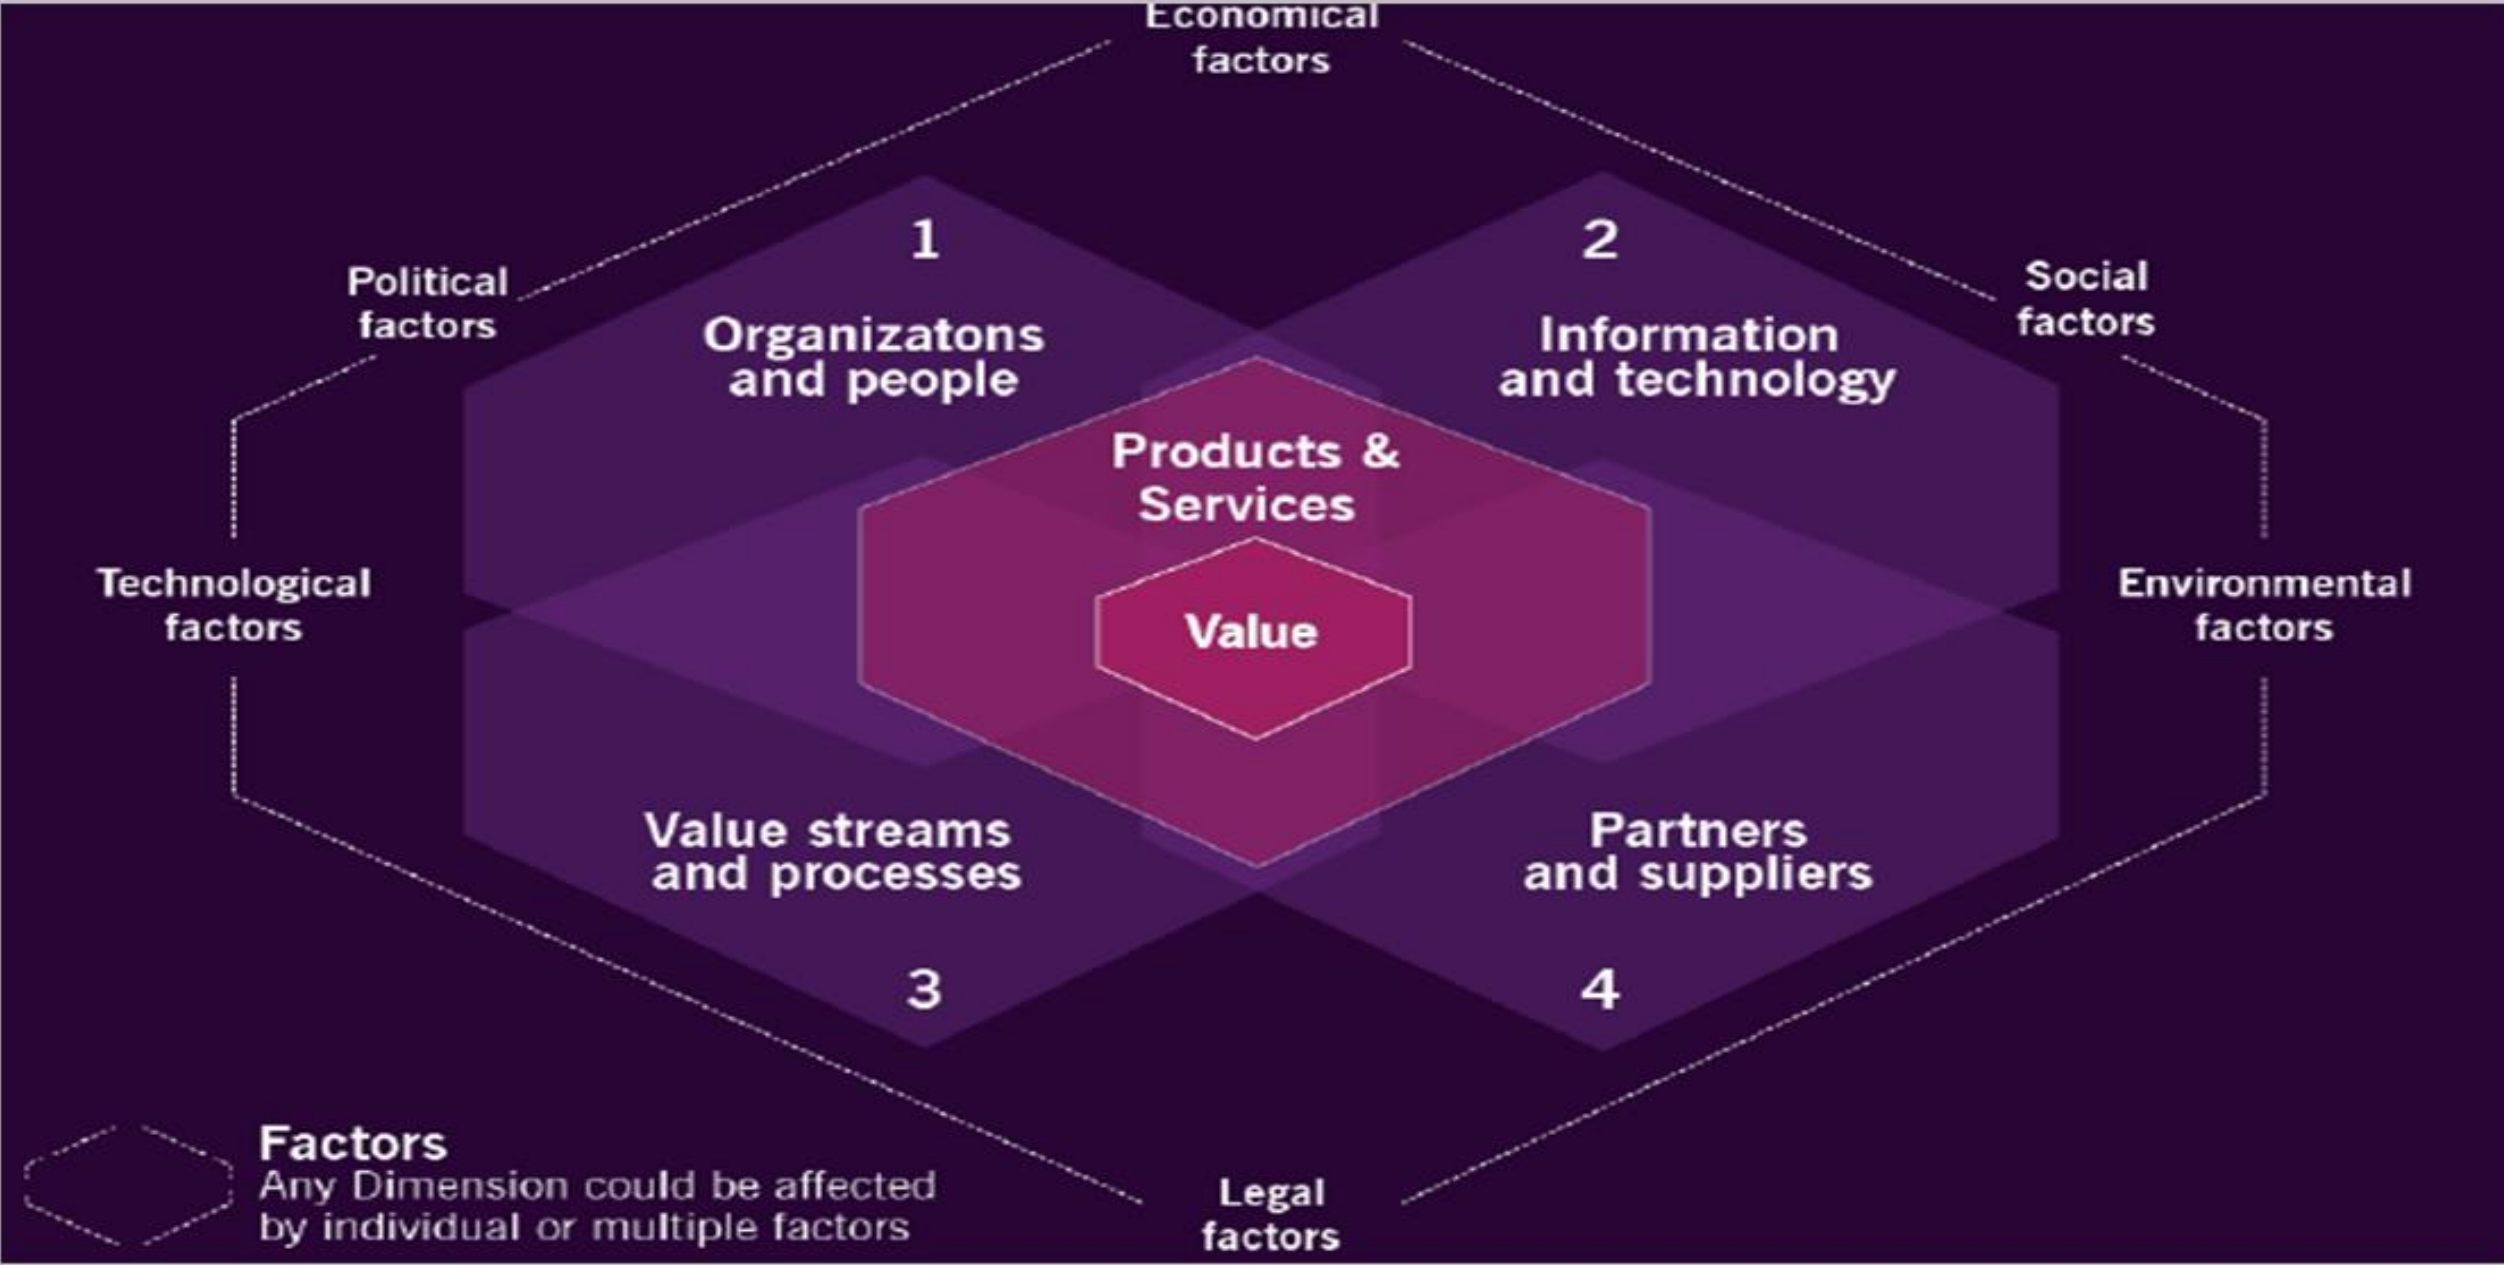 Economical
factors
Political
factors
Social
factors
1
2
Organizatons
and people
Information
and technology
Products &
Services
Technological
factors
Value
Environmental
factors
Value streams
and processes
Partners
and suppliers
3
4
Factors
Any Dimension could be affected
by individual or multiple factors
Legal
factors